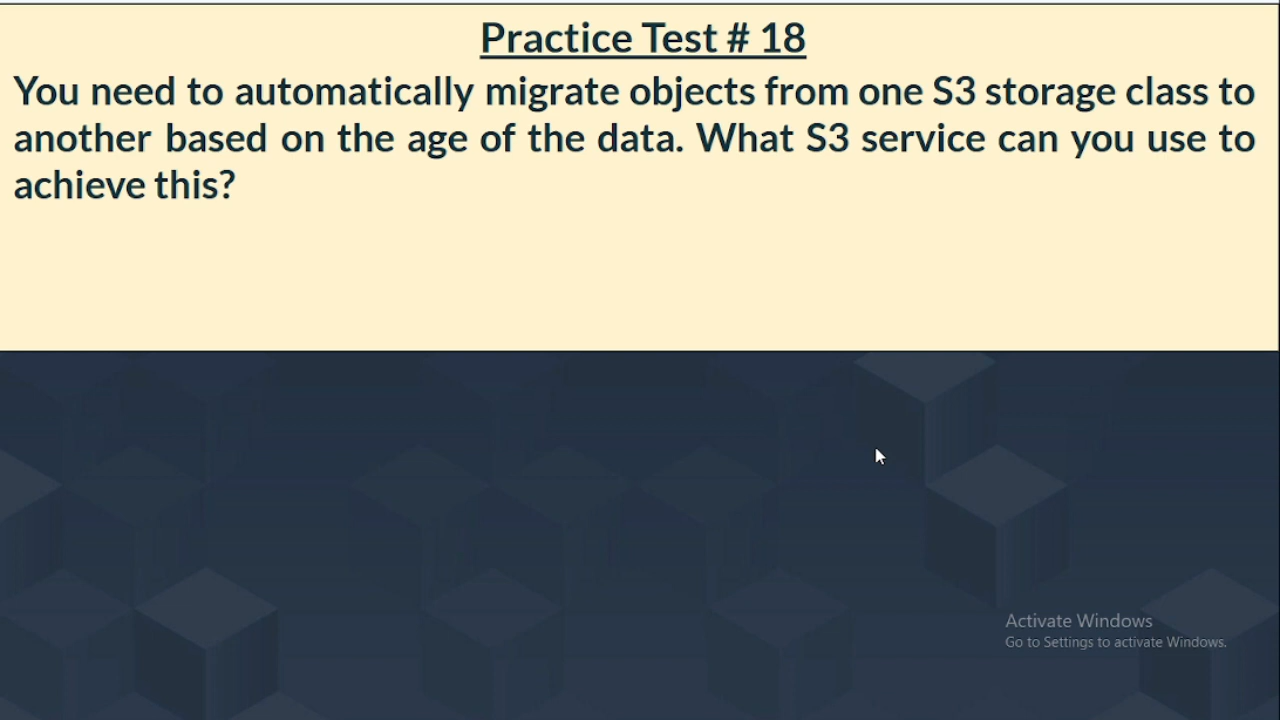 Practice Test # 18
You need to automatically migrate objects from one S3 storage class to
another based on the age of the data. What S3 service can you use to
achieve this?
Activate Windows
Go to Settings to activate Windows.